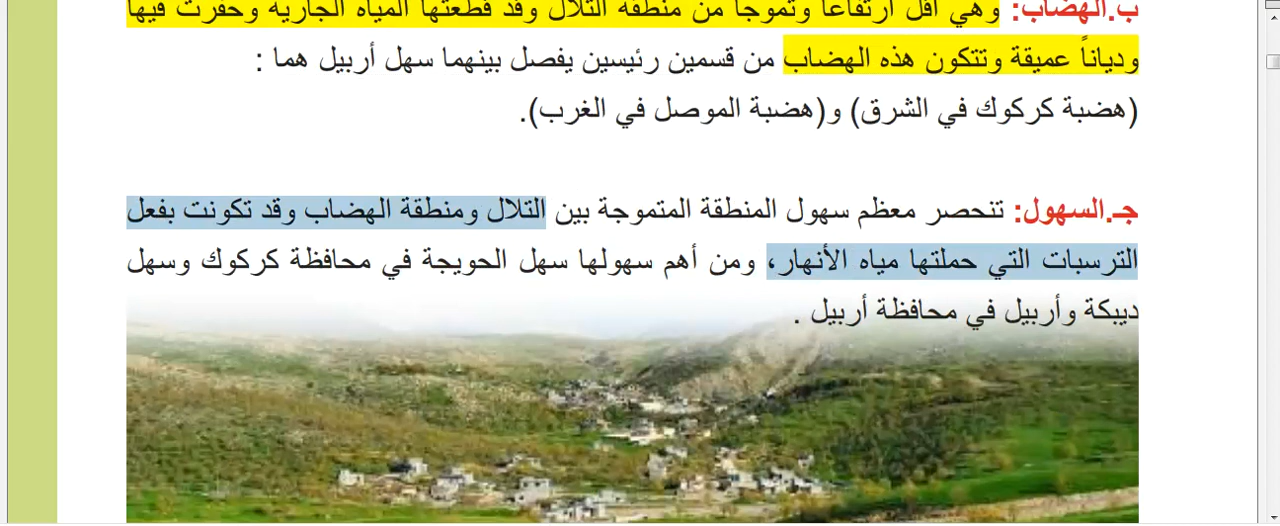 ب.الهضاب: وهي أقل ارتفاعاً وتموجاً من منطقة التلال وقد قطعتها المياه الجارية وحفرت فيها
ودياناً عميقة وتتكون هذه الهضاب من قسمين رئيسين يفصل بينهما سهل أربيل هما :
(هضبة كركوك في الشرق) و(هضبة الموصل في الغرب).
جـ.السهول: تنحصر معظم سهول المنطقة المتموجة بين التلال ومنطقة الهضاب وقد تكونت بفعل
الترسبات التي حملتها مياه الأنهار، ومن أهم سهولها سهل الحويجة في محافظة كركوك وسهل
ديبكة وأربيل في محافظة أربيل .